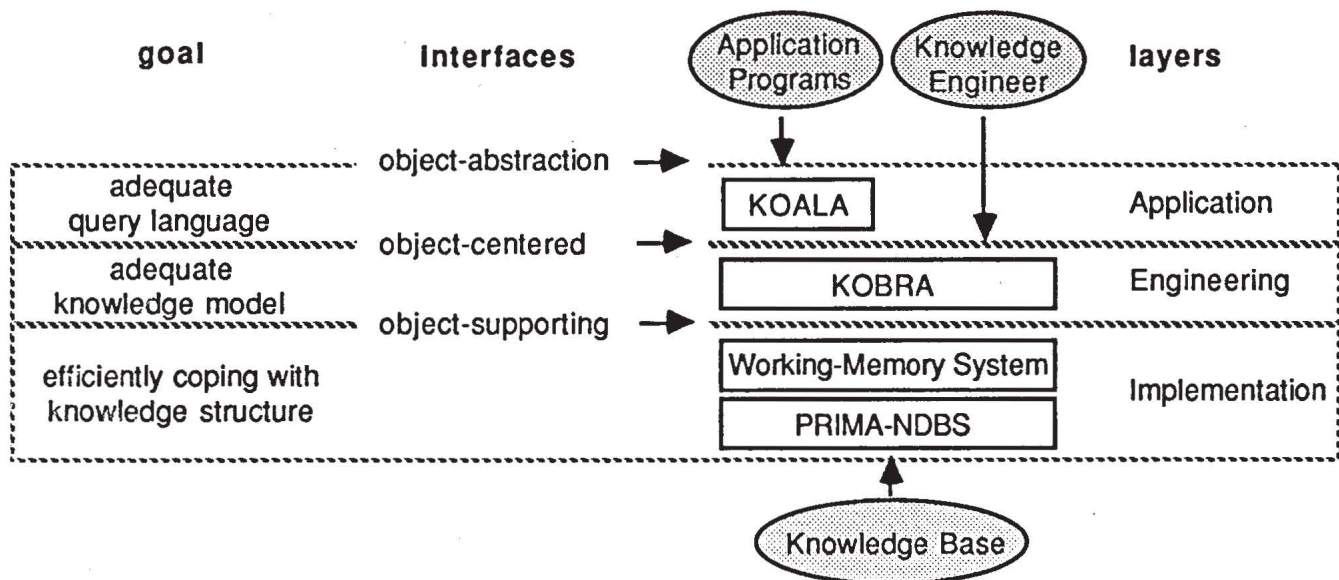 goal
Interfaces
Application
Programs
Knowledge
Engineer
layers
object-abstraction
adequate
query language
KOALA
Application
object-centered
adequate
knowledge model
KOBRA
Engineering
object-supporting
efficiently coping with
knowledge structure
Working-Memory System
PRIMA-NDBS
Implementation
Knowledge Base